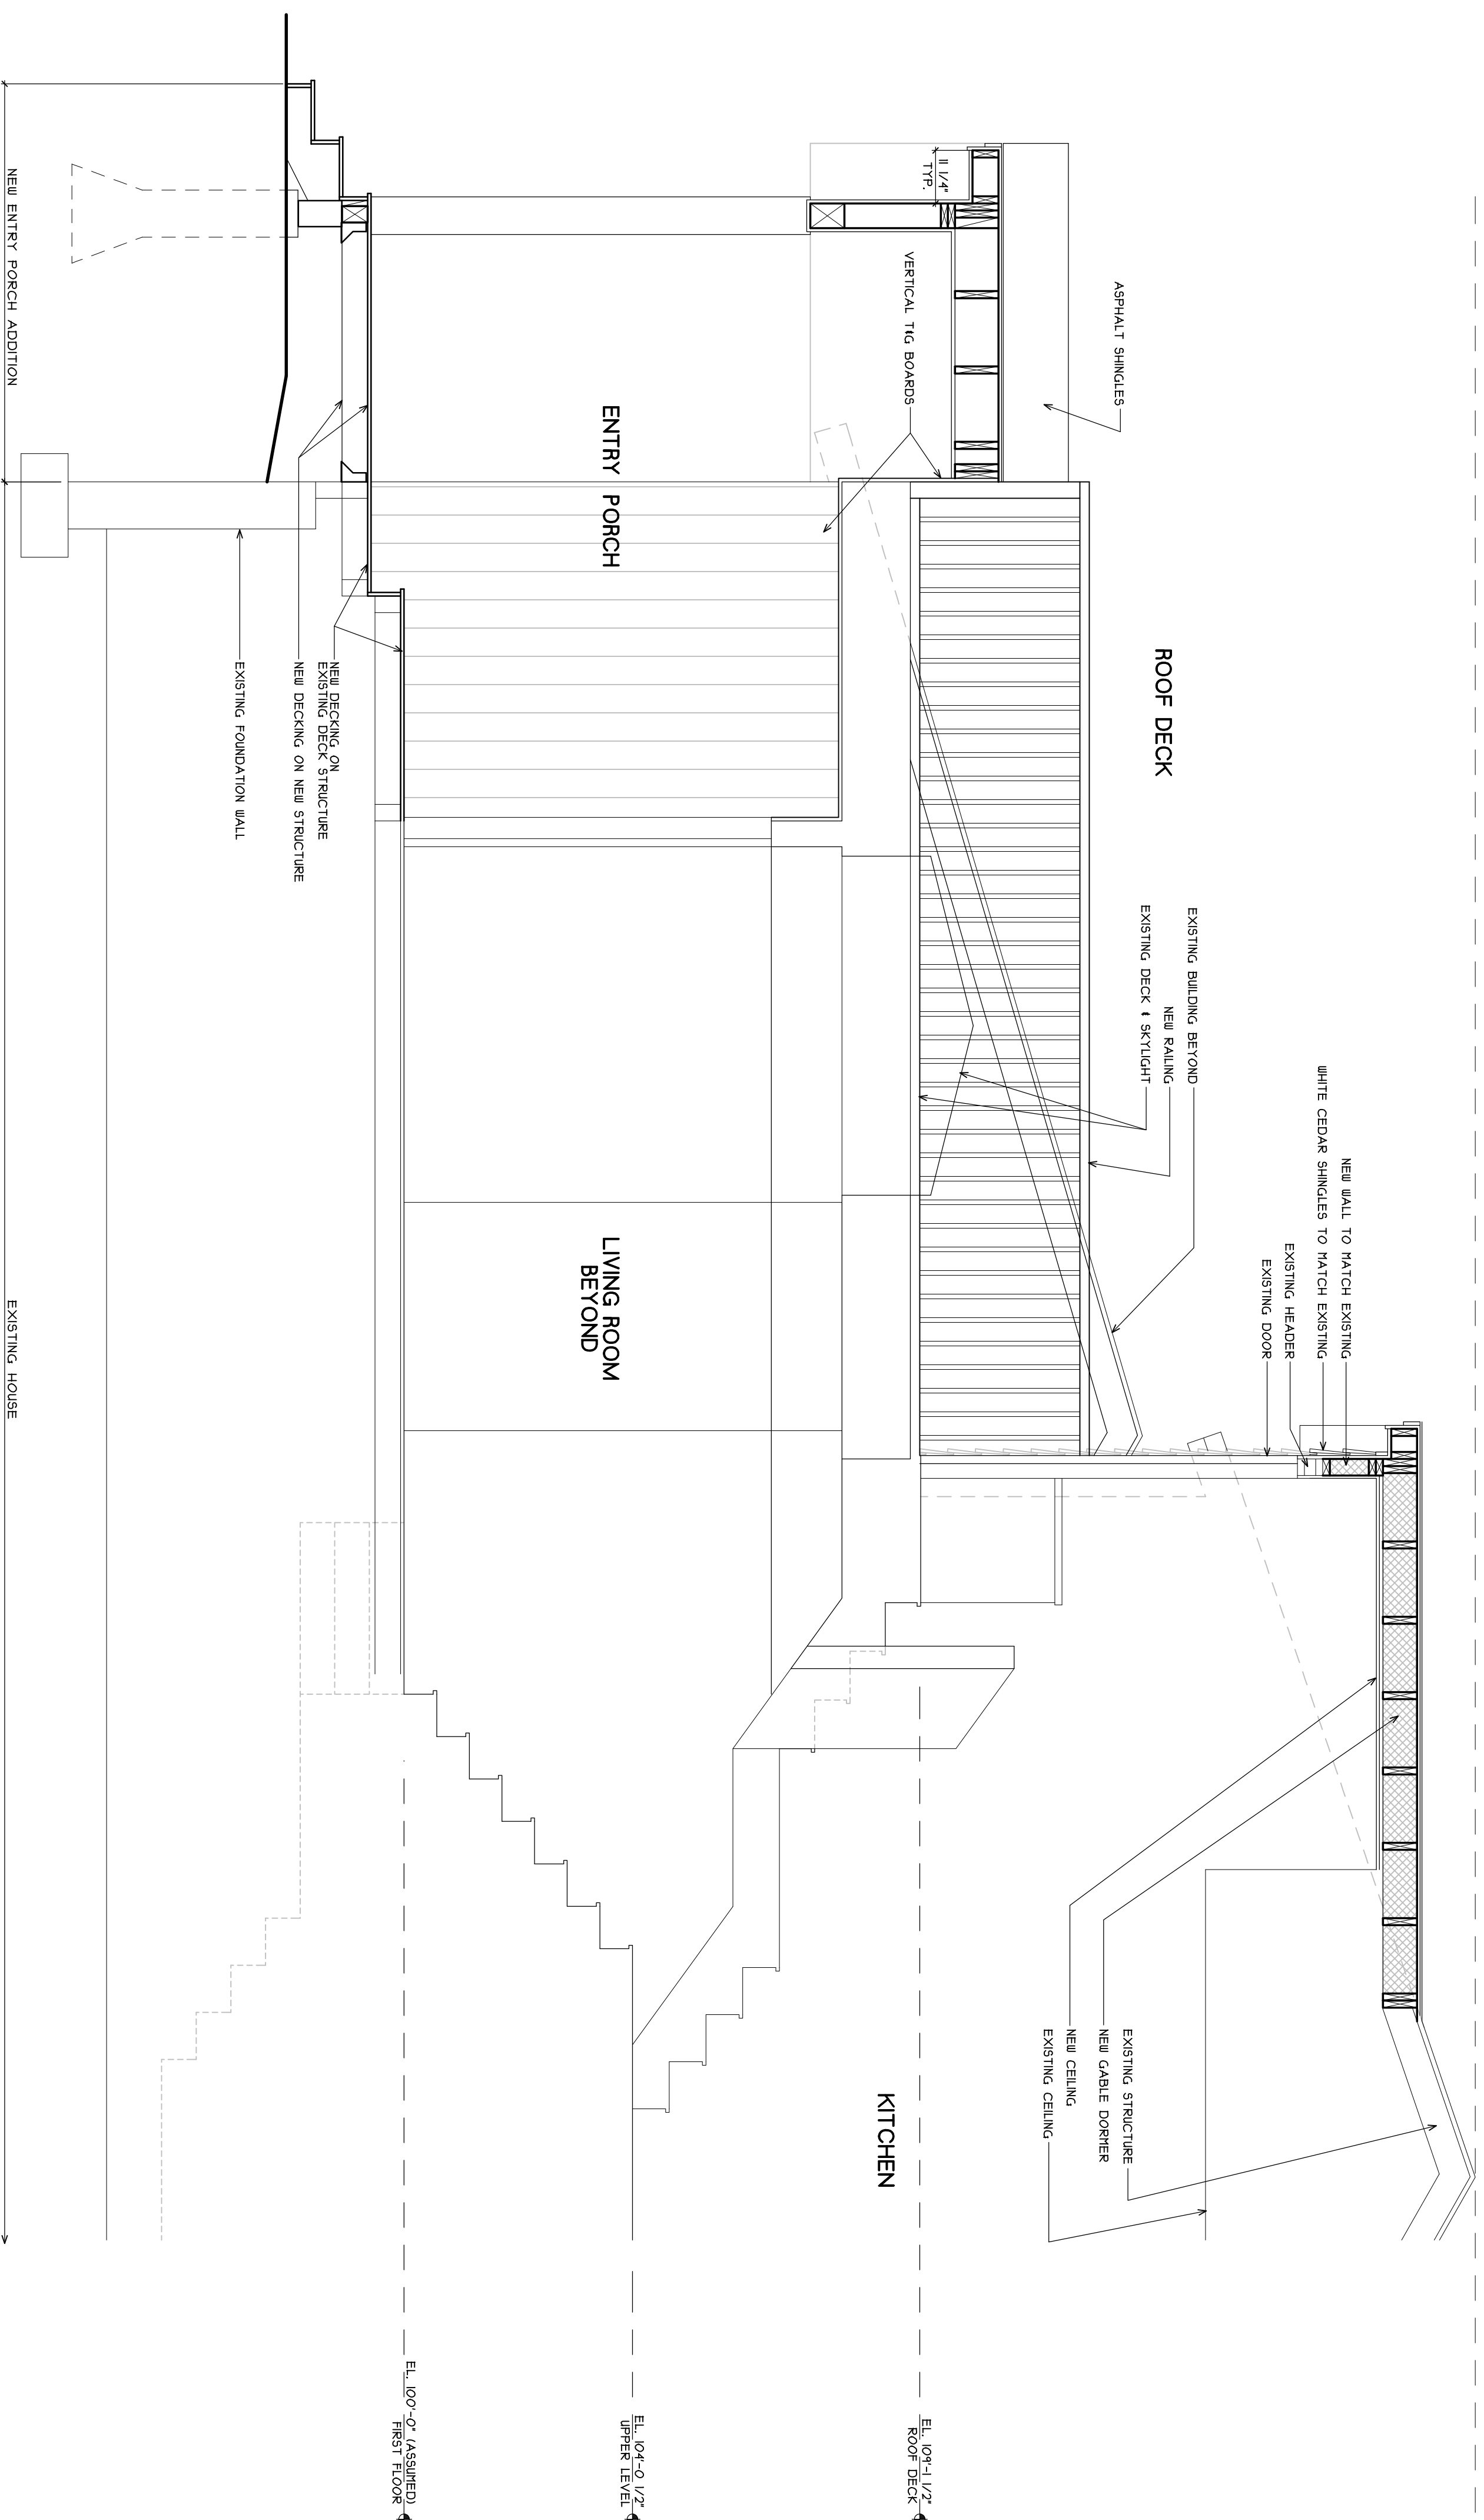 ASPHALT SHINGLES
ROOF DECK
EXISTING BUILDING BEYOND
NEW RAILING
EXISTING DECK & SKYLIGHT
NEW WALL TO MATCH EXISTING
WHITE CEDAR SHINGLES TO MATCH EXISTING
EXISTING HEADER
EXISTING DOOR
EXISTING STRUCTURE
NEW GABLE DORMER
NEW CEILING
EXISTING CEILING
11 1/4"
TYP.
VERTICAL T&G BOARDS
KITCHEN
EL. 109'-1 1/2"
ROOF DECK
ENTRY PORCH
LIVING ROOM
BEYOND
EL. 104'-0 1/2"
UPPER LEVEL
EL. 100'-0" (ASSUMED)
FIRST FLOOR
NEW DECKING ON
EXISTING DECK STRUCTURE
NEW DECKING ON NEW STRUCTURE
EXISTING FOUNDATION WALL
NEW ENTRY PORCH ADDITION
EXISTING HOUSE